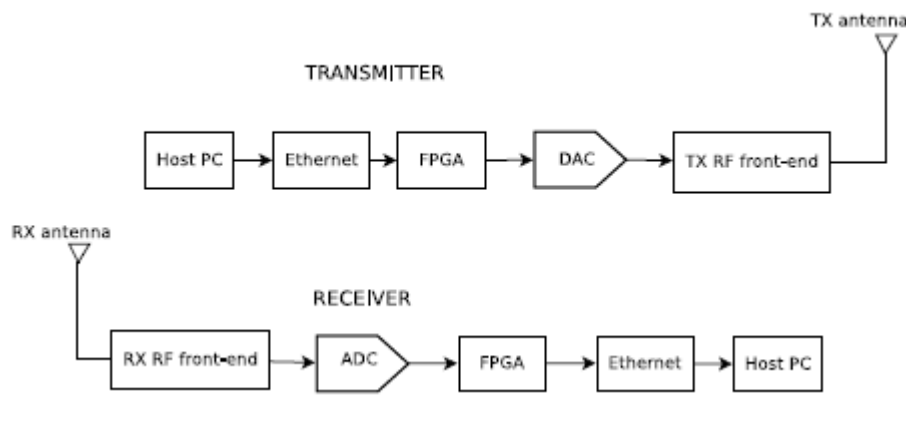 TX antenna
TRANSMITTER
Host PC
Ethernet
FPGA
DAC
TX RF front-end
RX antenna
RECEIVER
RX RF front-end
ADC
FPGA
Ethernet
Host PC